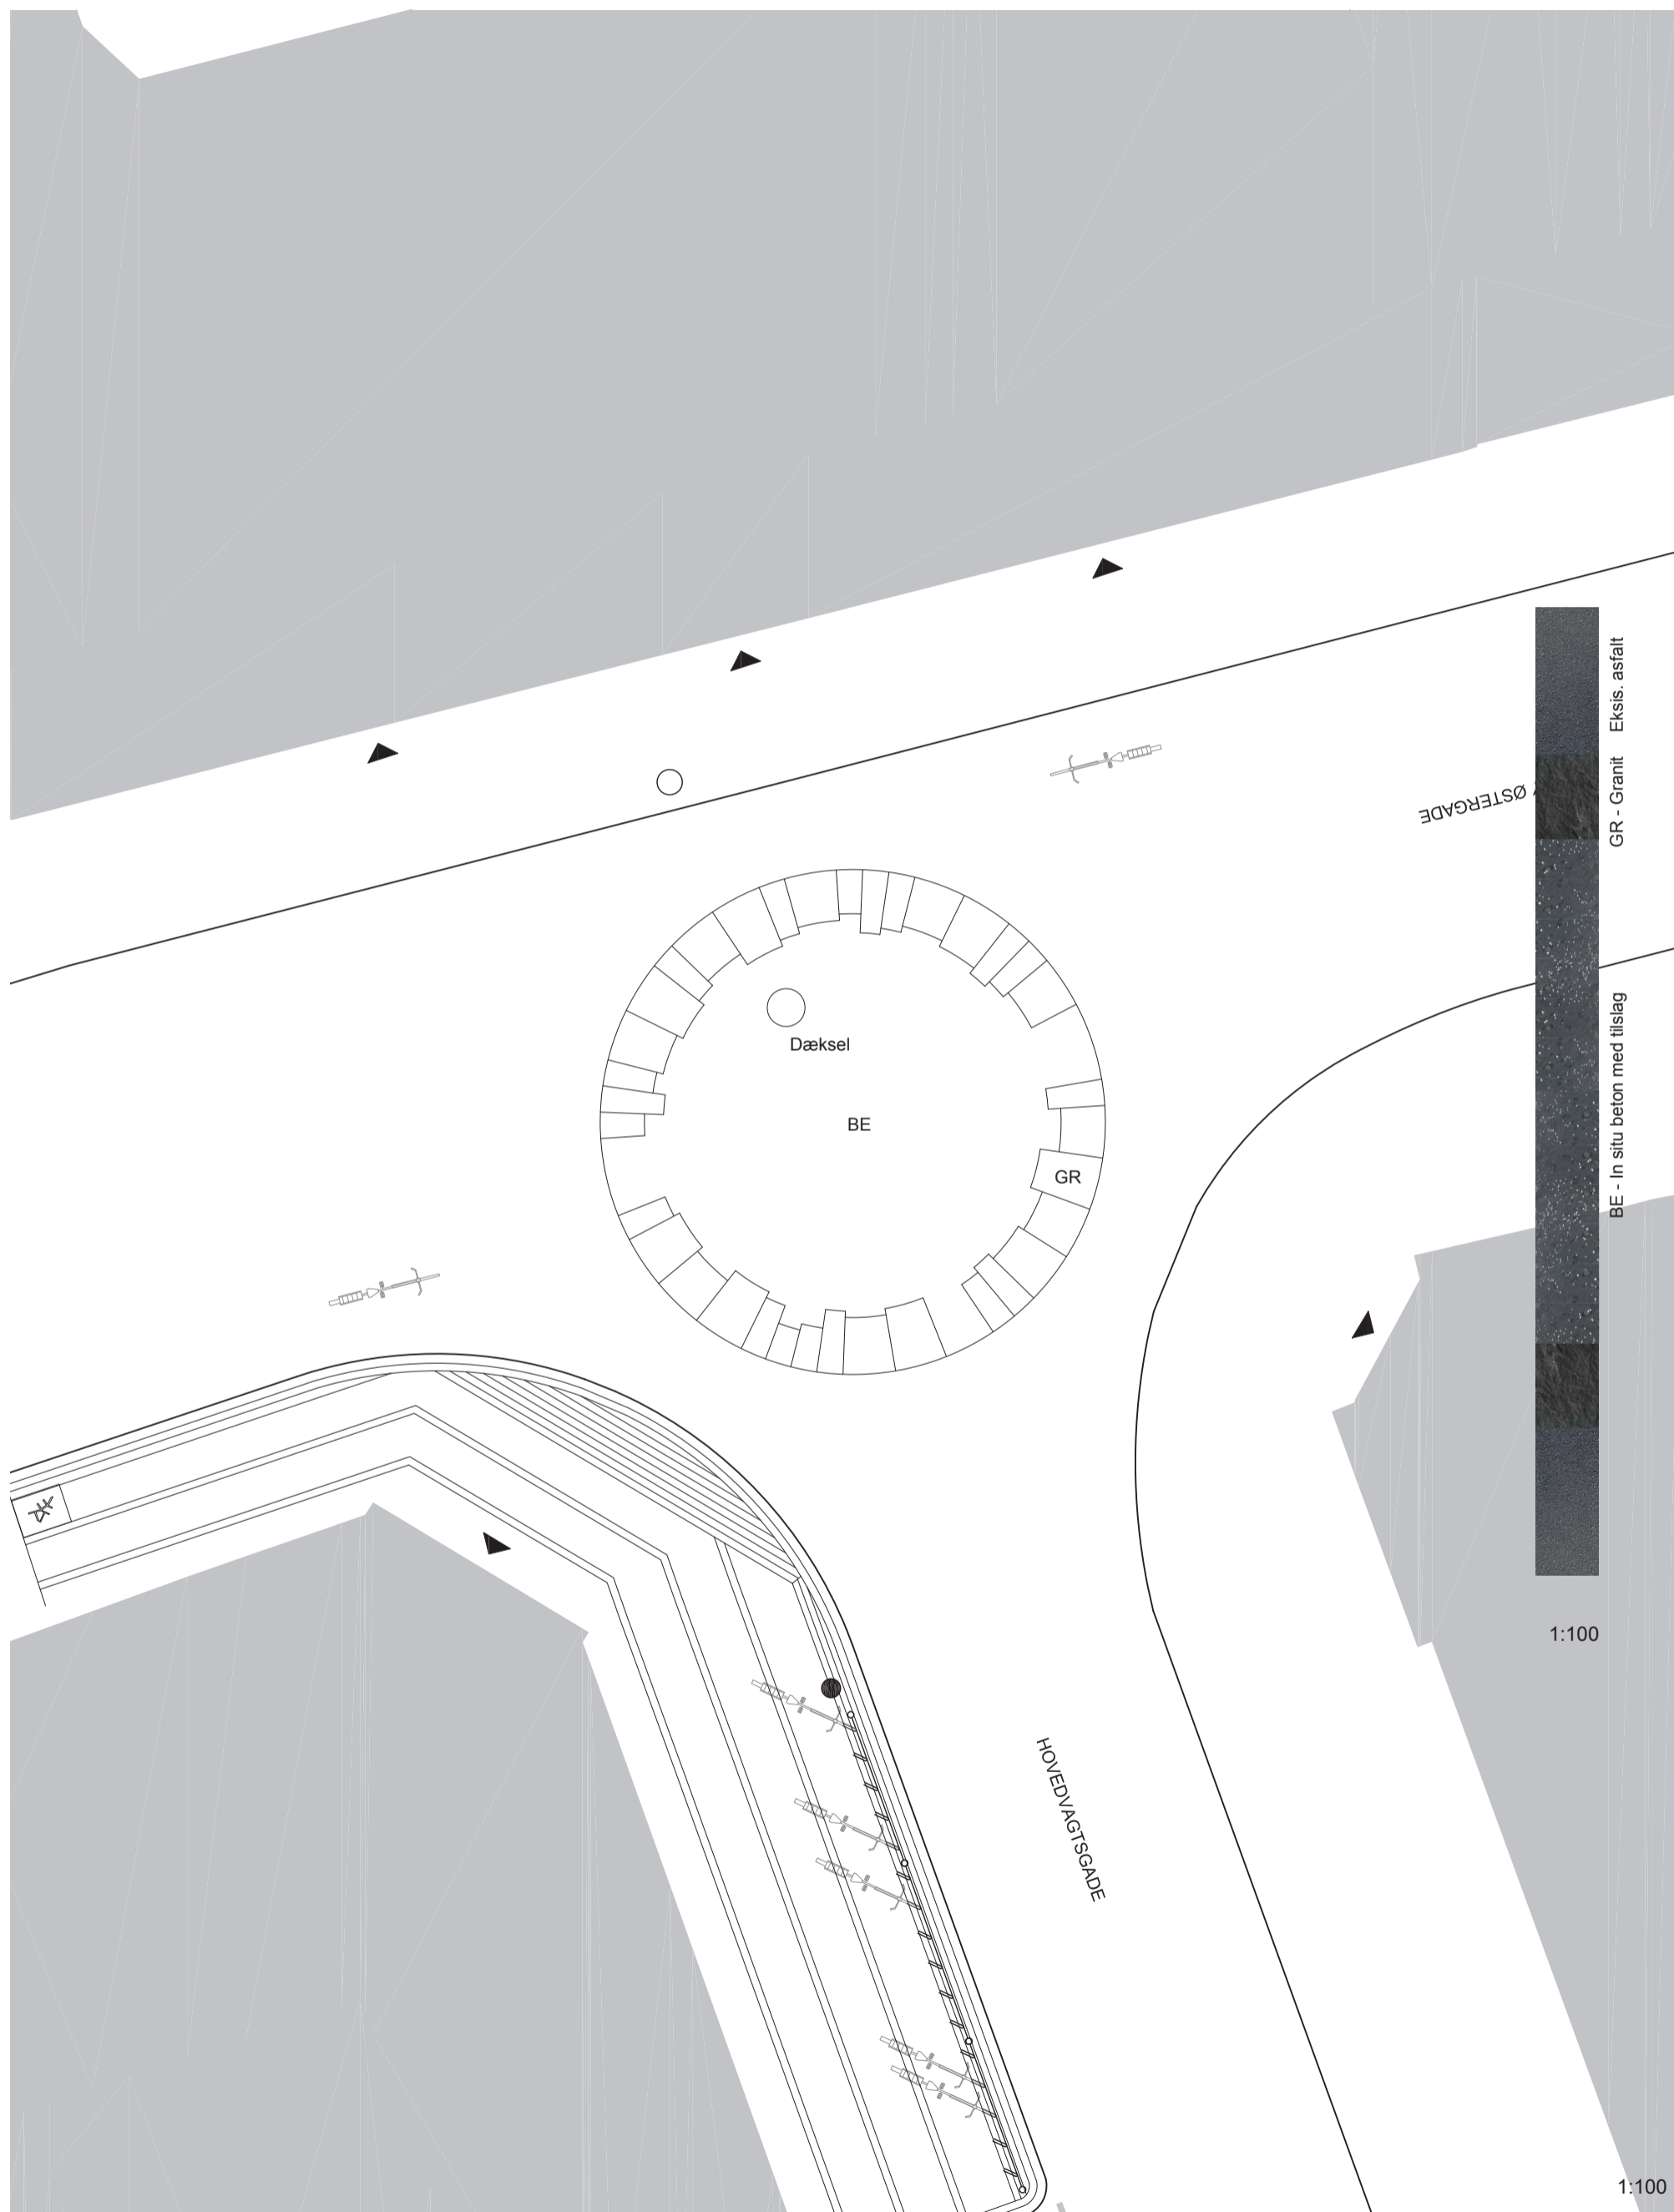 Eksis. asfalt
GR - Granit
ØSTERGADE
BE - In situ beton med tilslag
Dæksel
BE
GR
1:100
HOVEDVAGTSGADE
1:100